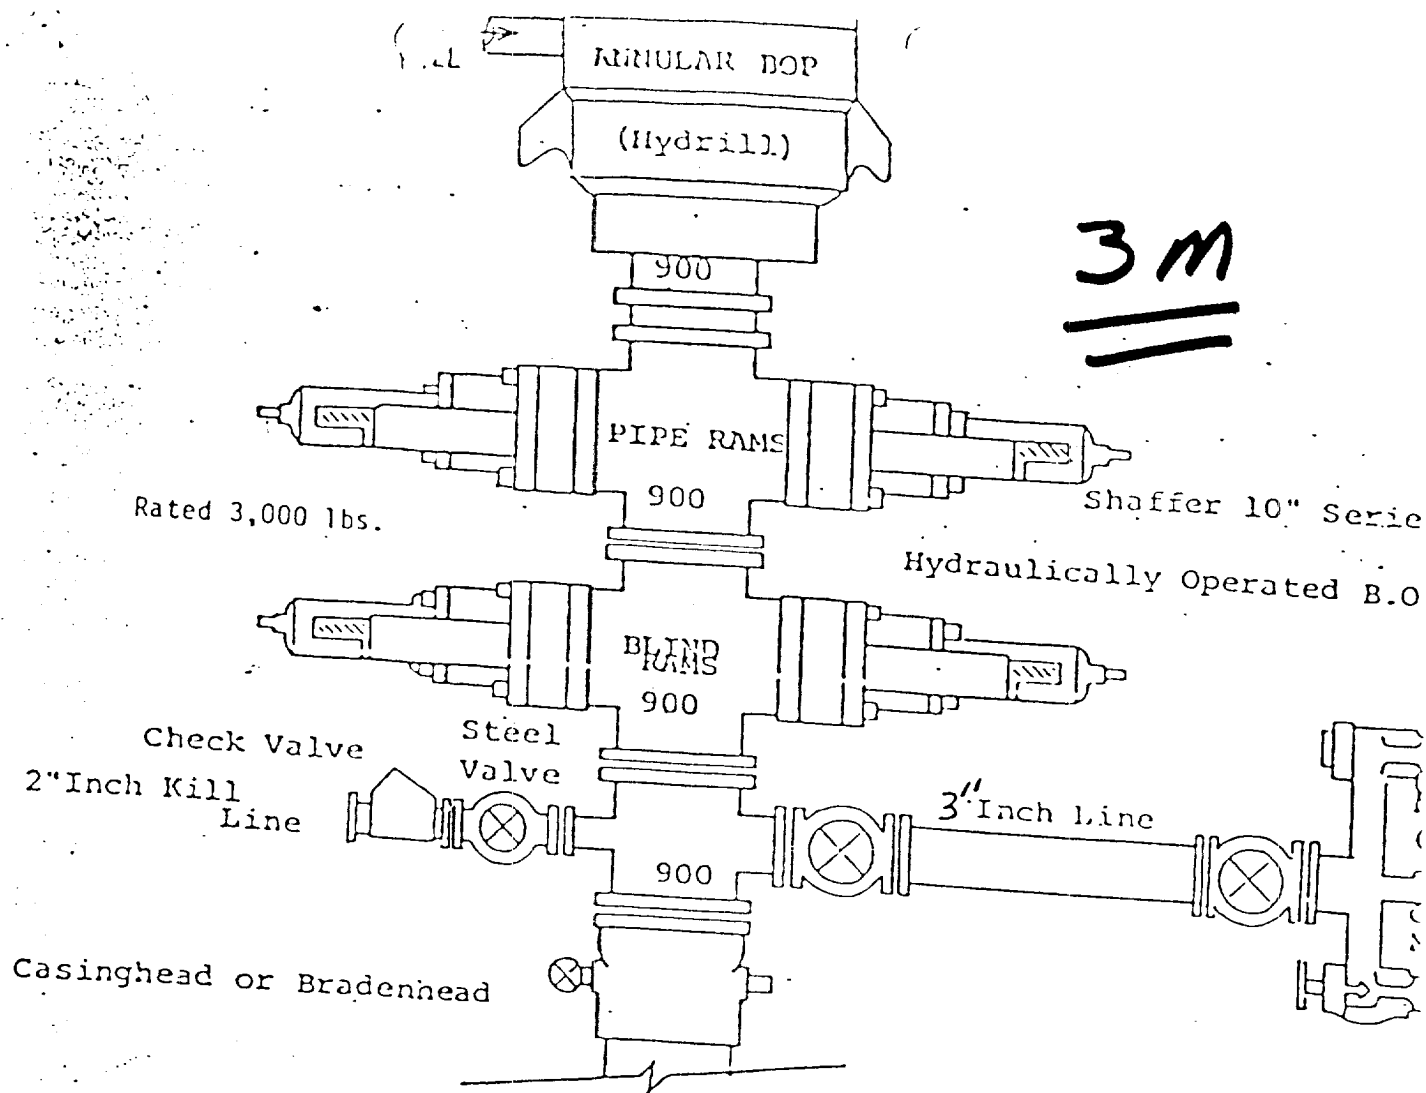 ANNULAR BOP
(Hydrill)
3 M
900
PIPE RAMS
900
Rated 3,000 lbs.
Shaffer 10" Serie
Hydraulically Operated B.O
BLIND
RAMS
900
Check Valve
Steel
Valve
2"Inch Kill
Line
3"Inch Line
900
Casinghead or Bradenhead